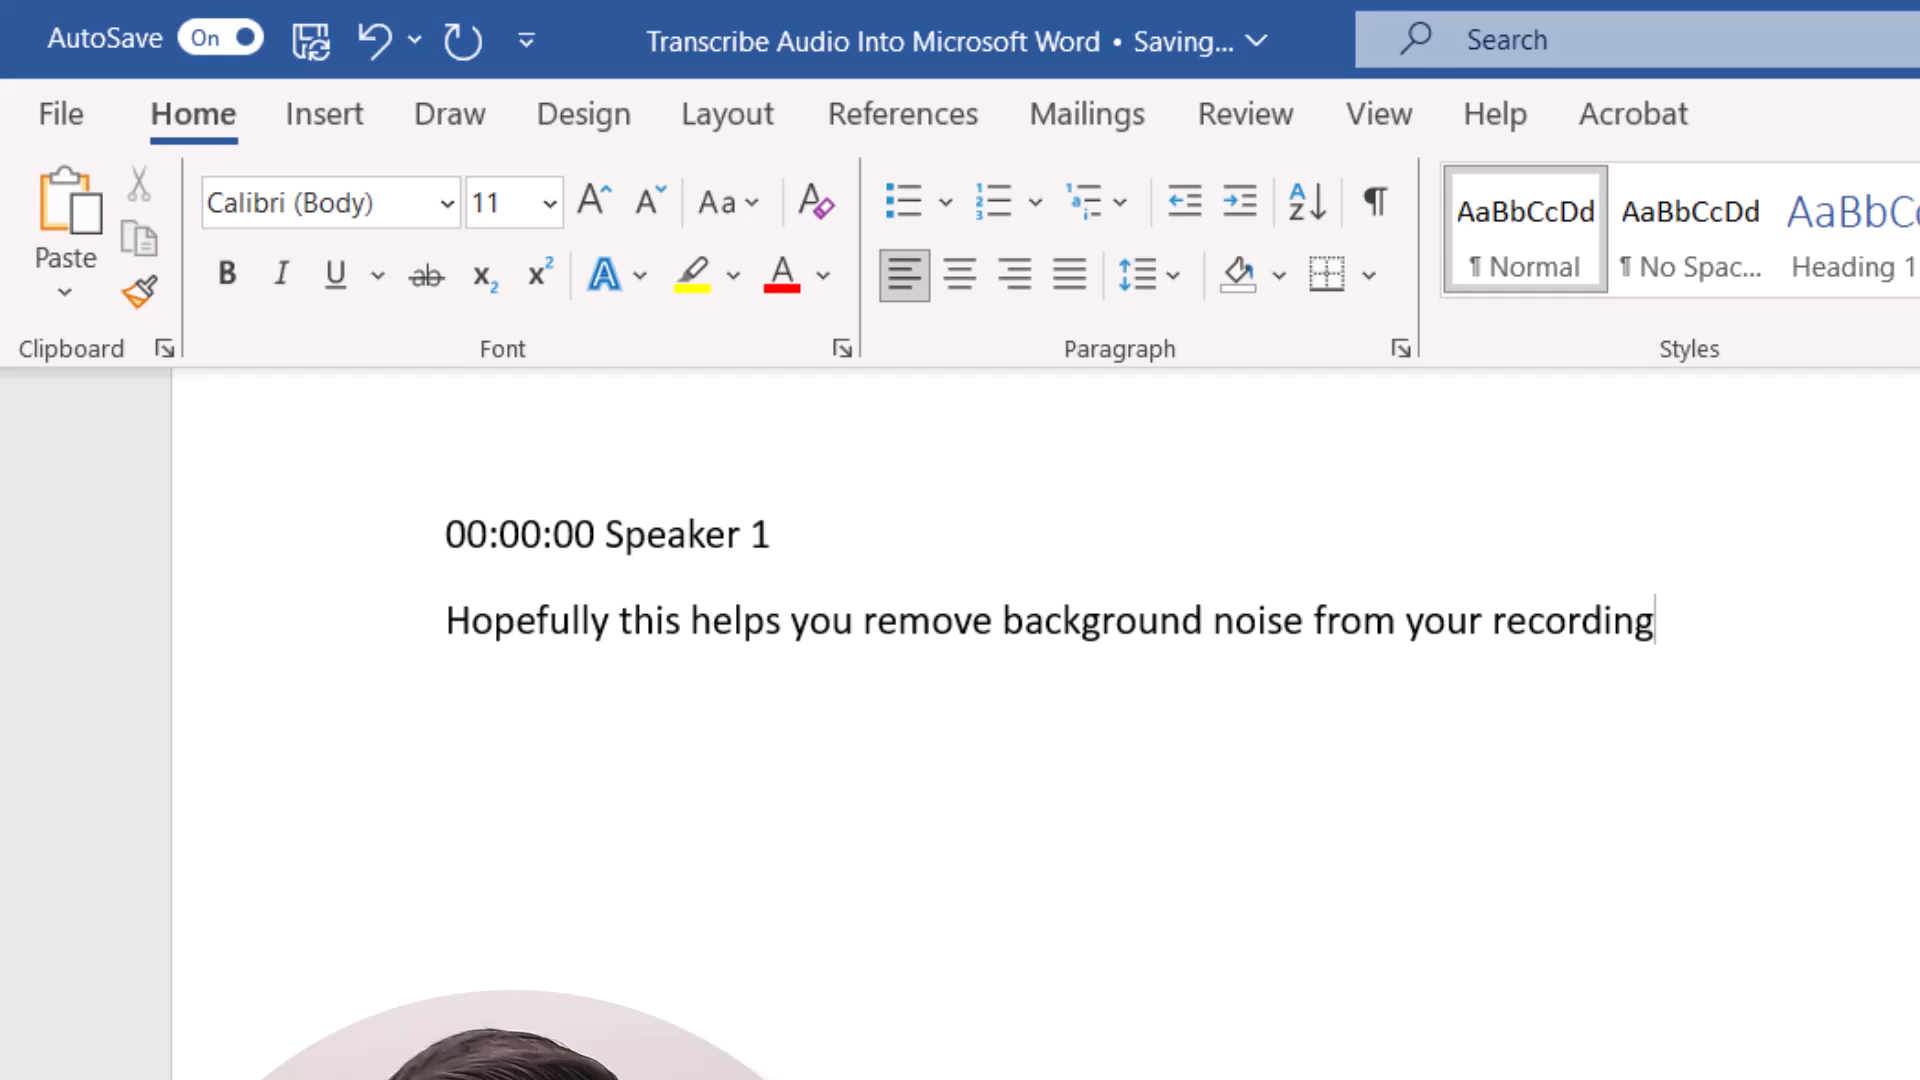 AutoSave On Transcribe Audio Into Microsoft Word • Saving... Search
File Home Insert Draw Design Layout References Mailings Review View Help Acrobat
Paste
Calibri (Body) 11 Aa
AaBbCcDd AaBbCcDd AaBbCc
¶ Normal ¶ No Spac... Heading 1
Clipboard Font Paragraph Styles
00:00:00 Speaker 1
Hopefully this helps you remove background noise from your recording